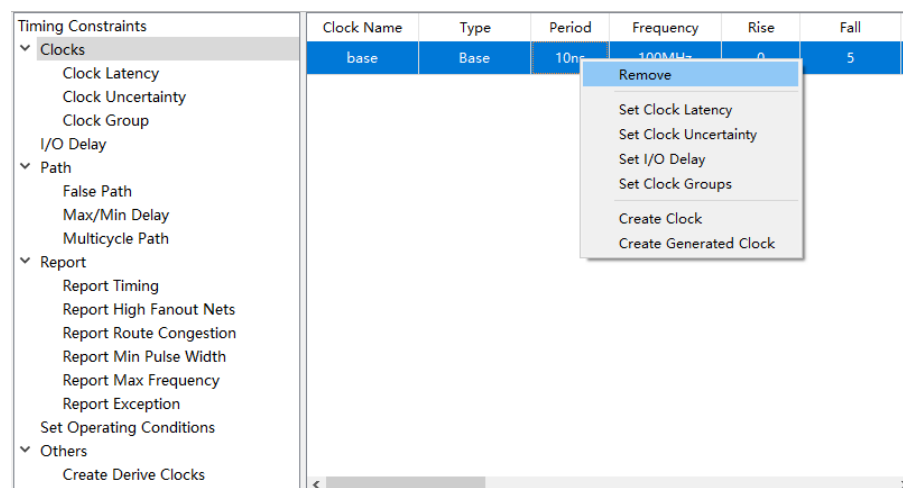 Timing Constraints
Clocks
Clock Latency
Clock Uncertainty
Clock Group
I/O Delay
Path
False Path
Max/Min Delay
Multicycle Path
Report
Report Timing
Report High Fanout Nets
Report Route Congestion
Report Min Pulse Width
Report Max Frequency
Report Exception
Set Operating Conditions
Others
Create Derive Clocks
Clock Name Type Period Frequency Rise Fall
base Base 10ns 100MHz 0 5
Remove
Set Clock Latency
Set Clock Uncertainty
Set I/O Delay
Set Clock Groups
Create Clock
Create Generated Clock